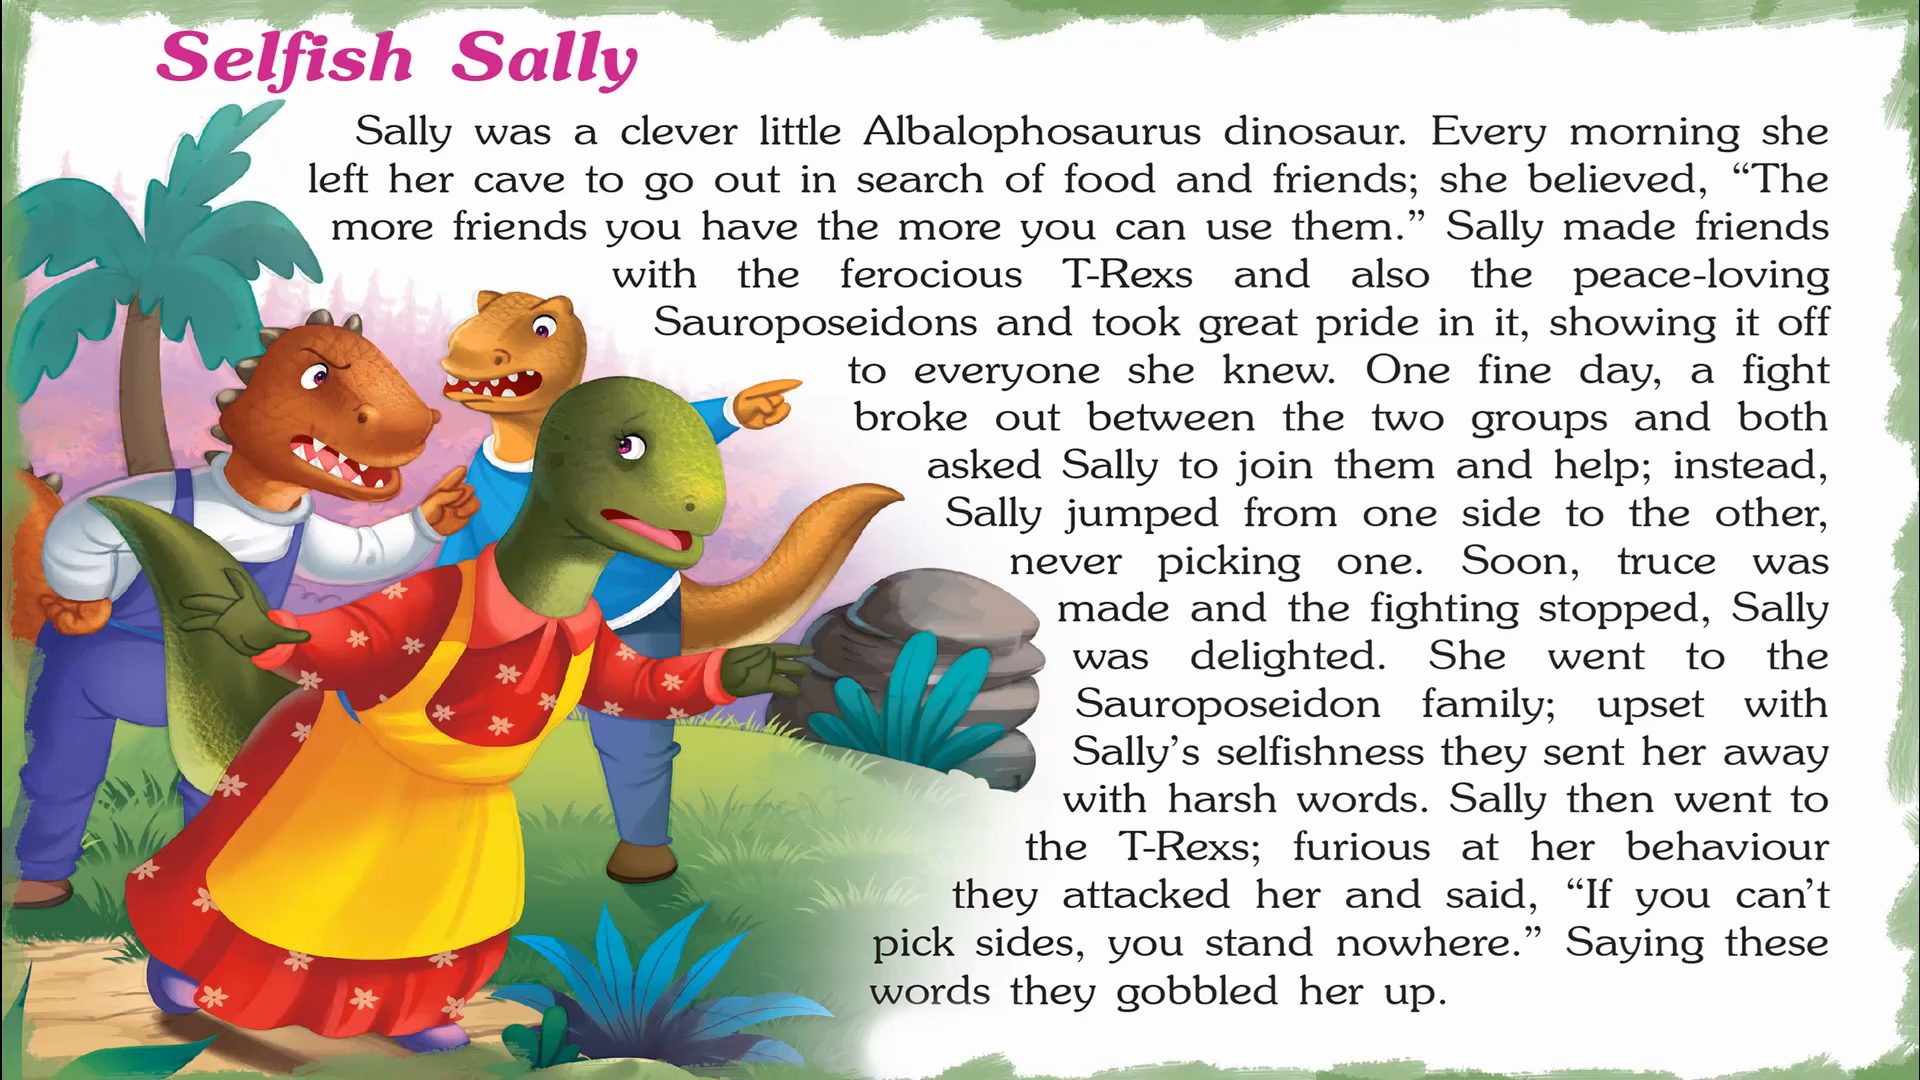 Selfish Sally
Sally was a clever little Albalophosaurus dinosaur. Every morning she
left her cave to go out in search of food and friends; she believed, “The
more friends you have the more you can use them.” Sally made friends
with the ferocious T-Rexs and also the peace-loving
Sauroposeidons and took great pride in it, showing it off
to everyone she knew. One fine day, a fight
broke out between the two groups and both
asked Sally to join them and help; instead,
Sally jumped from one side to the other,
never picking one. Soon, truce was
made and the fighting stopped, Sally
was delighted. She went to the
Sauroposeidon family; upset with
Sally’s selfishness they sent her away
with harsh words. Sally then went to
the T-Rexs; furious at her behaviour
they attacked her and said, “If you can’t
pick sides, you stand nowhere.” Saying these
words they gobbled her up.